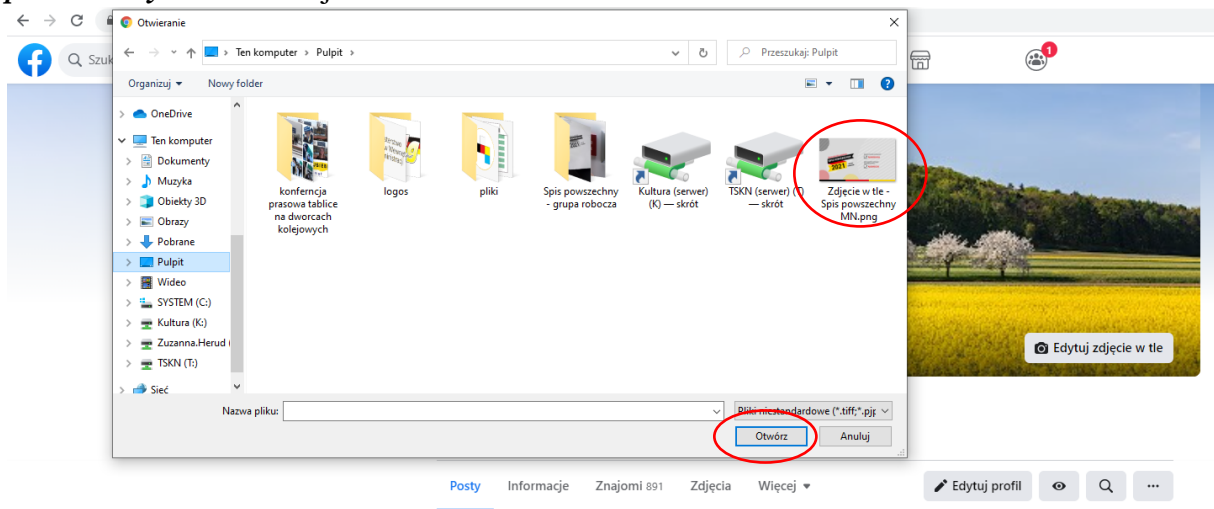 Otwieranie
Szuk
Ten komputer > Pulpit >
Przeszukaj: Pulpit
1
Organizuj
Nowy folder
OneDrive
Ten komputer
Dokumenty
Muzyka
Obiekty 3D
Obrazy
Pobrane
Pulpit
Wideo
SYSTEM (C:)
Kultura (K:)
Zuzanna.Herud (
TSKN (T:)
Sieć
konferncja
prasowa tablice
na dworcach
kolejowych
logos
pliki
Spis powszechny
- grupa robocza
Kultura (serwer)
(K) — skrót
TSKN (serwer) (T)
— skrót
Zdjęcie w tle -
Spis powszechny
MN.png
2021
Edytuj zdjęcie w tle
Nazwa pliku:
Pliki niestandardowe (*.tiff;*.pjp
Otwórz
Anuluj
Posty
Informacje
Znajomi 891
Zdjęcia
Więcej
Edytuj profil